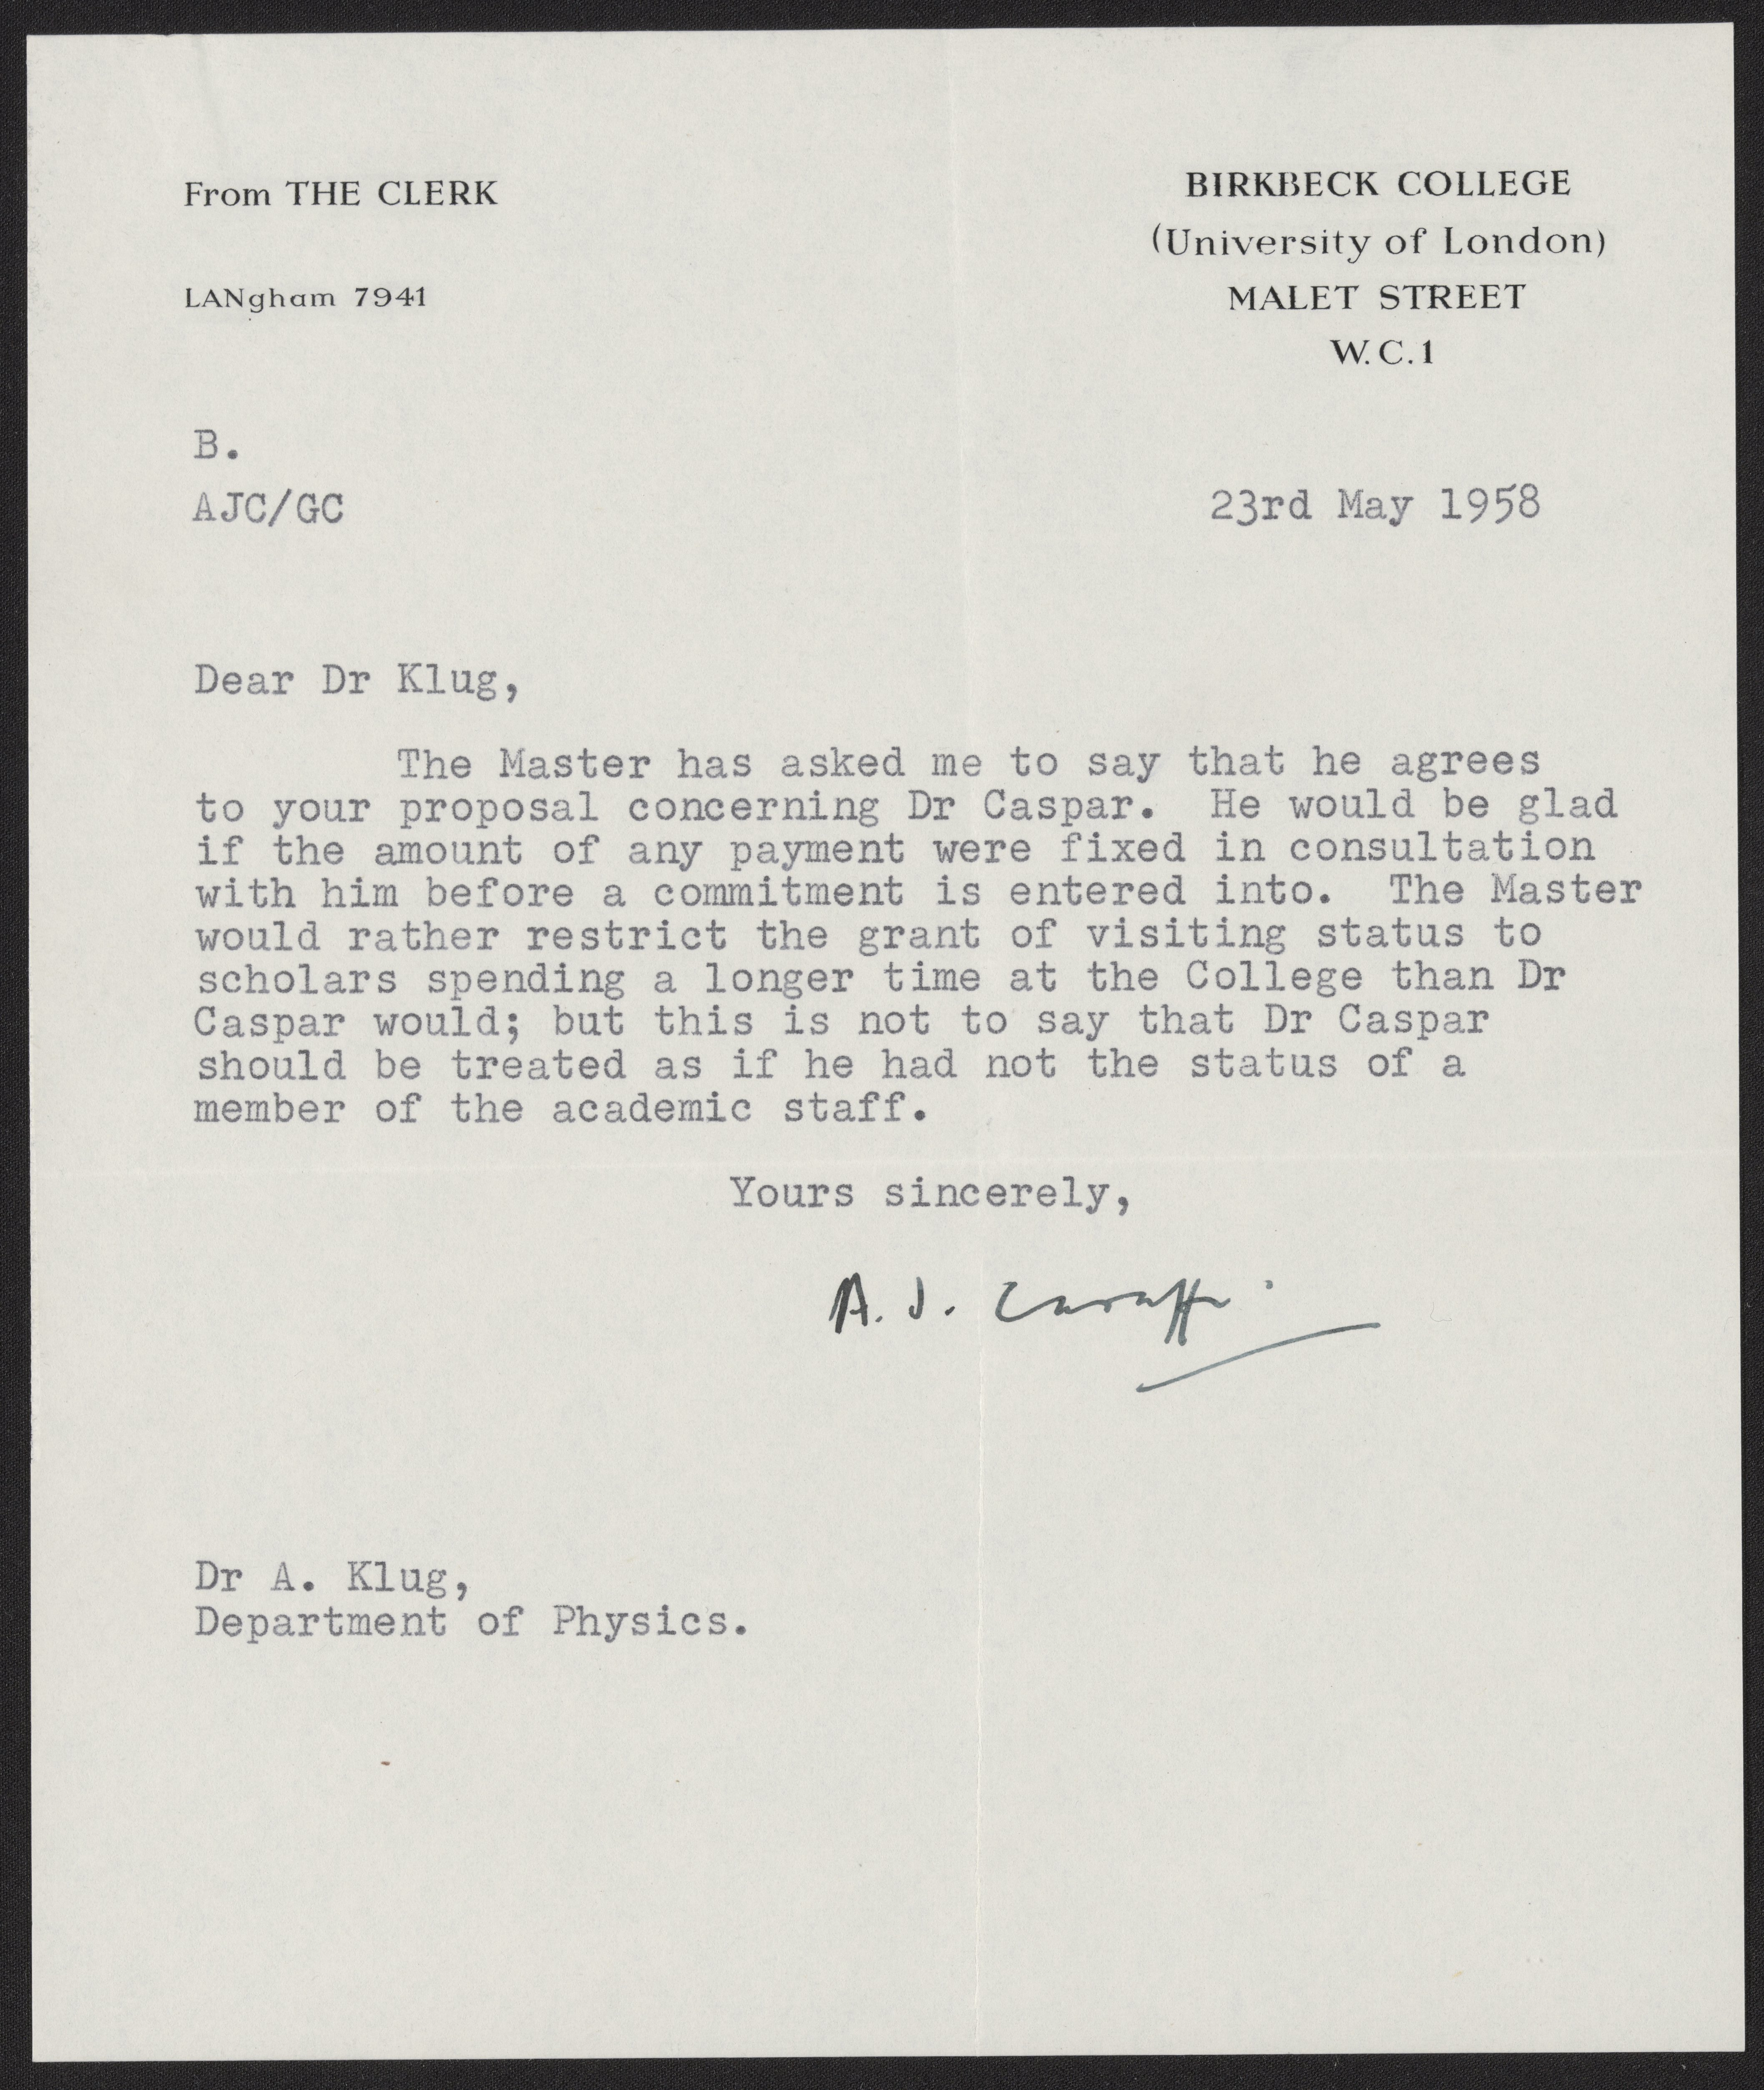 From THE CLERK
LANgham 7941
BIRKBECK COLLEGE
(University of London)
MALET STREET
W.C.1
B.
AJC/GC
23rd May 1958
Dear Dr Klug,
The Master has asked me to say that he agrees
to your proposal concerning Dr Caspar. He would be glad
if the amount of any payment were fixed in consultation
with him before a commitment is entered into. The Master
would rather restrict the grant of visiting status to
scholars spending a longer time at the College than Dr
Caspar would; but this is not to say that Dr Caspar
should be treated as if he had not the status of a
member of the academic staff.
Yours sincerely,
A. J. Caraffi
Dr A. Klug,
Department of Physics.